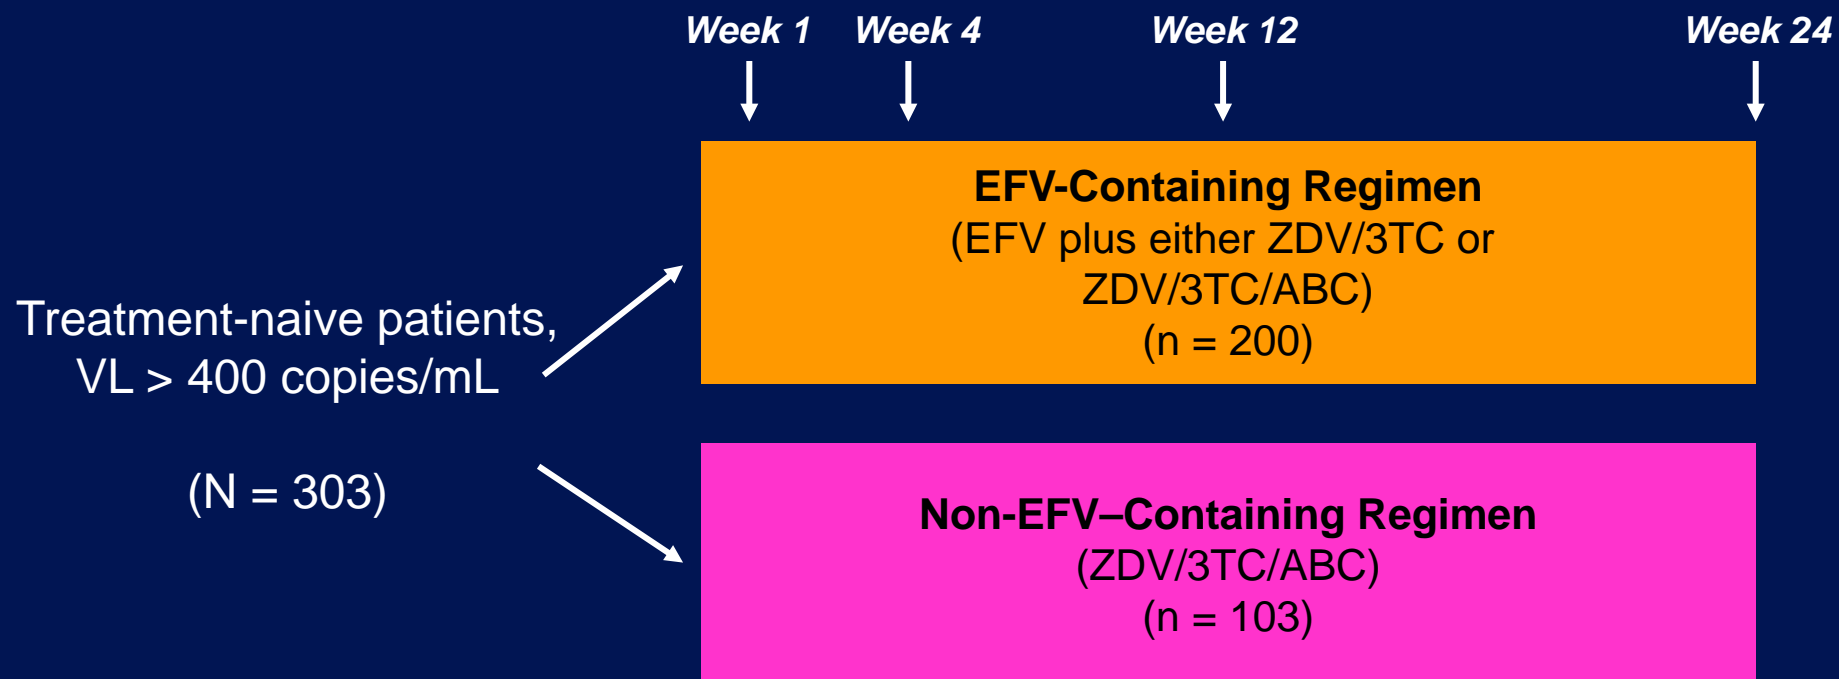 Week 1 Week 4 Week 12 Week 24
EFV-Containing Regimen
(EFV plus either ZDV/3TC or
ZDV/3TC/ABC)
(n = 200)
Treatment-naive patients,
VL > 400 copies/mL
(N = 303)
Non-EFV–Containing Regimen
(ZDV/3TC/ABC)
(n = 103)